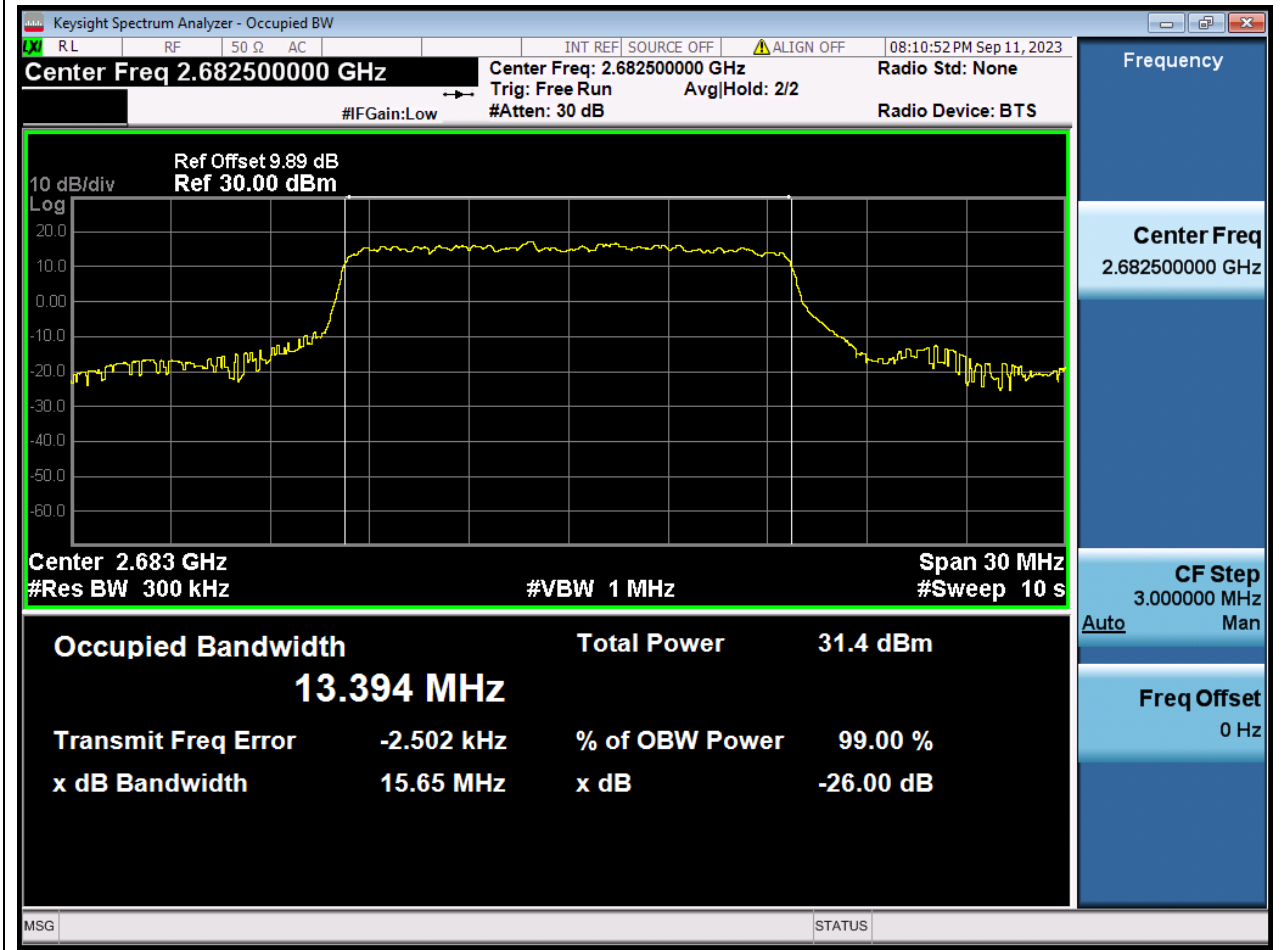 Keysight Spectrum Analyzer - Occupied BW
LXI RL RF 50 Ω AC INT REF SOURCE OFF ALIGN OFF 08:10:52 PM Sep 11, 2023
Center Freq 2.682500000 GHz
Center Freq: 2.682500000 GHz
Radio Std: None
Trig: Free Run Avg|Hold: 2/2
#IFGain:Low
#Atten: 30 dB
Radio Device: BTS
Ref Offset 9.89 dB
10 dB/div Ref 30.00 dBm
Log
20.0
10.0
0.00
-10.0
-20.0
-30.0
-40.0
-50.0
-60.0
Center 2.683 GHz Span 30 MHz
#Res BW 300 kHz #VBW 1 MHz #Sweep 10 s
Occupied Bandwidth Total Power 31.4 dBm
13.394 MHz
Transmit Freq Error -2.502 kHz % of OBW Power 99.00 %
x dB Bandwidth 15.65 MHz x dB -26.00 dB
Frequency
Center Freq
2.682500000 GHz
CF Step
3.000000 MHz
Auto Man
Freq Offset
0 Hz
MSG STATUS